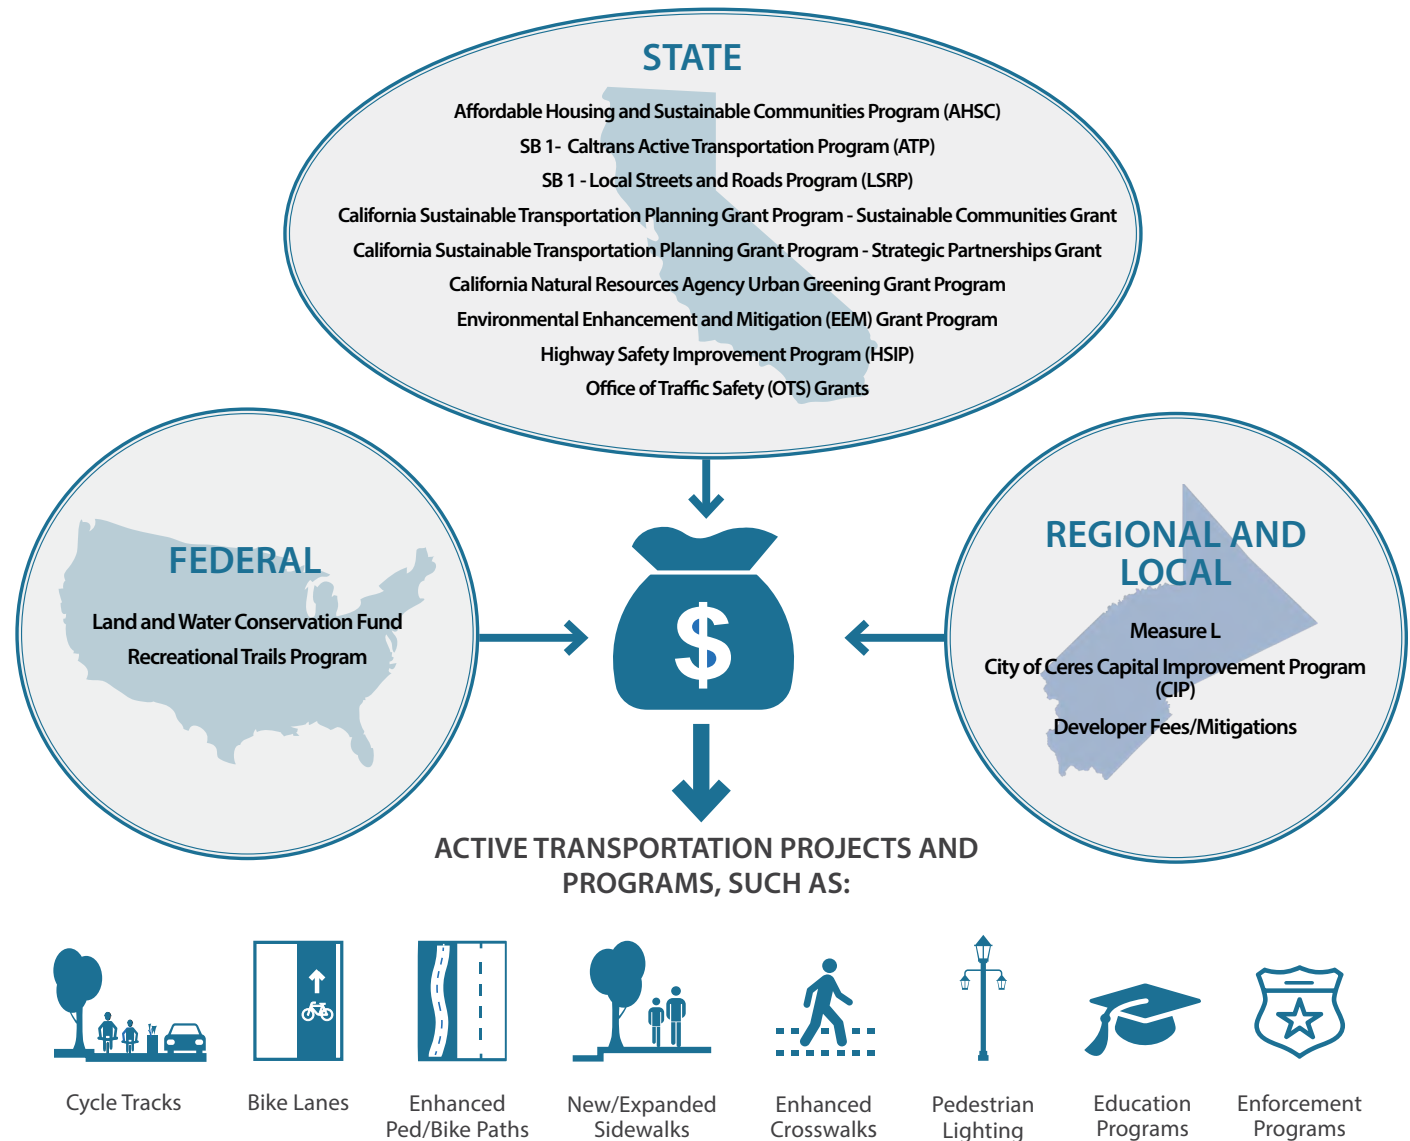 STATE
Affordable Housing and Sustainable Communities Program (AHSC)
SB 1- Caltrans Active Transportation Program (ATP)
SB 1 - Local Streets and Roads Program (LSRP)
California Sustainable Transportation Planning Grant Program - Sustainable Communities Grant
California Sustainable Transportation Planning Grant Program - Strategic Partnerships Grant
California Natural Resources Agency Urban Greening Grant Program
Environmental Enhancement and Mitigation (EEM) Grant Program
Highway Safety Improvement Program (HSIP)
Office of Traffic Safety (OTS) Grants
FEDERAL
Land and Water Conservation Fund
Recreational Trails Program
$
REGIONAL AND
LOCAL
Measure L
City of Ceres Capital Improvement Program
(CIP)
Developer Fees/Mitigations
ACTIVE TRANSPORTATION PROJECTS AND
PROGRAMS, SUCH AS:
Cycle Tracks
Bike Lanes
Enhanced
Ped/Bike Paths
New/Expanded
Sidewalks
Enhanced
Crosswalks
Pedestrian
Lighting
Education
Programs
Enforcement
Programs